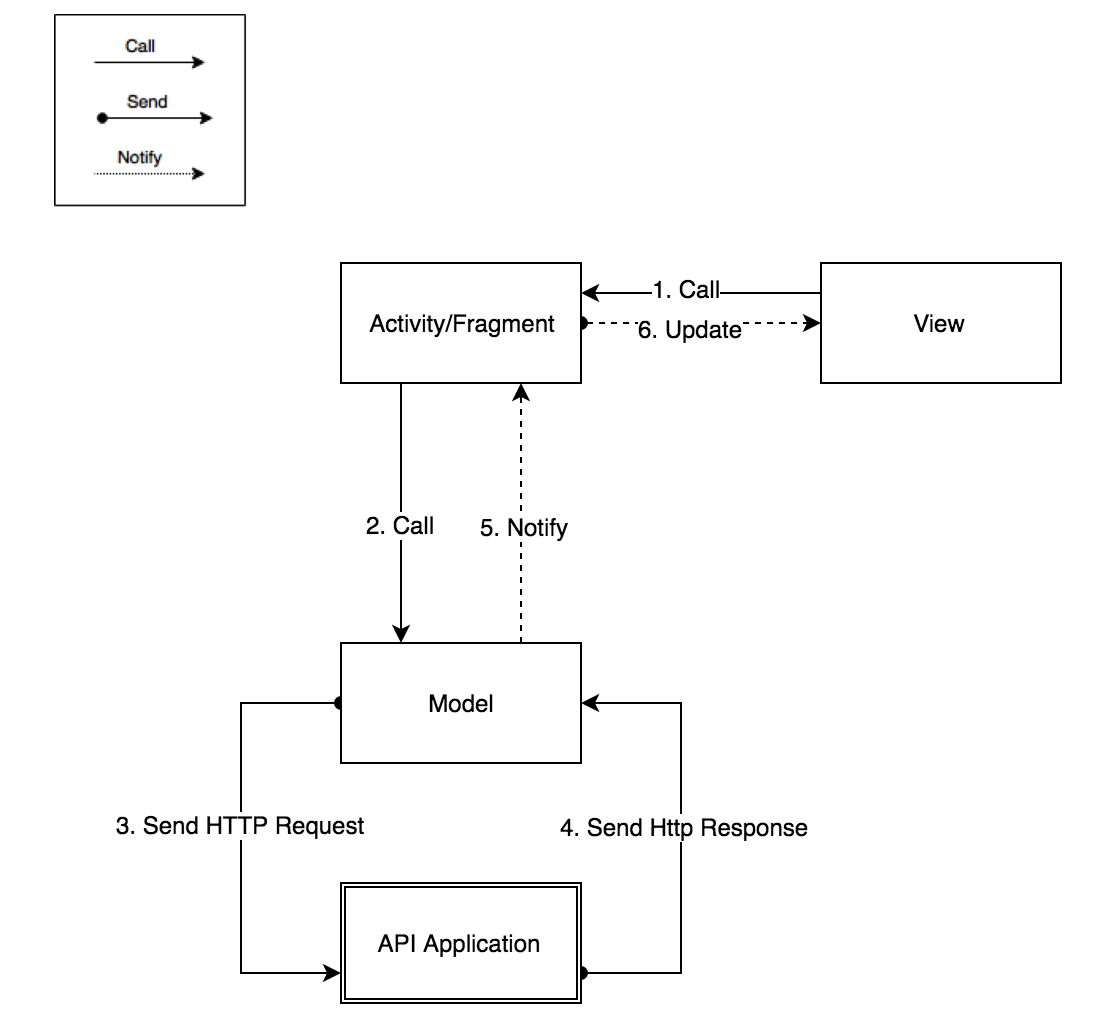 Call
Send
Notify
1. Call
Activity/Fragment
View
6. Update
2. Call
5. Notify
Model
3. Send HTTP Request
4. Send Http Response
API Application